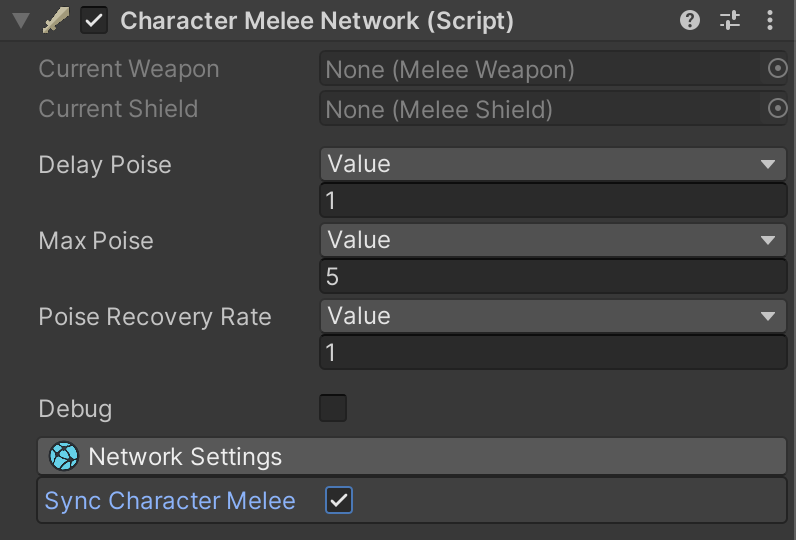 Character Melee Network (Script)
Current Weapon None (Melee Weapon)
Current Shield None (Melee Shield)
Delay Poise Value
1
Max Poise Value
5
Poise Recovery Rate Value
1
Debug
Network Settings
Sync Character Melee